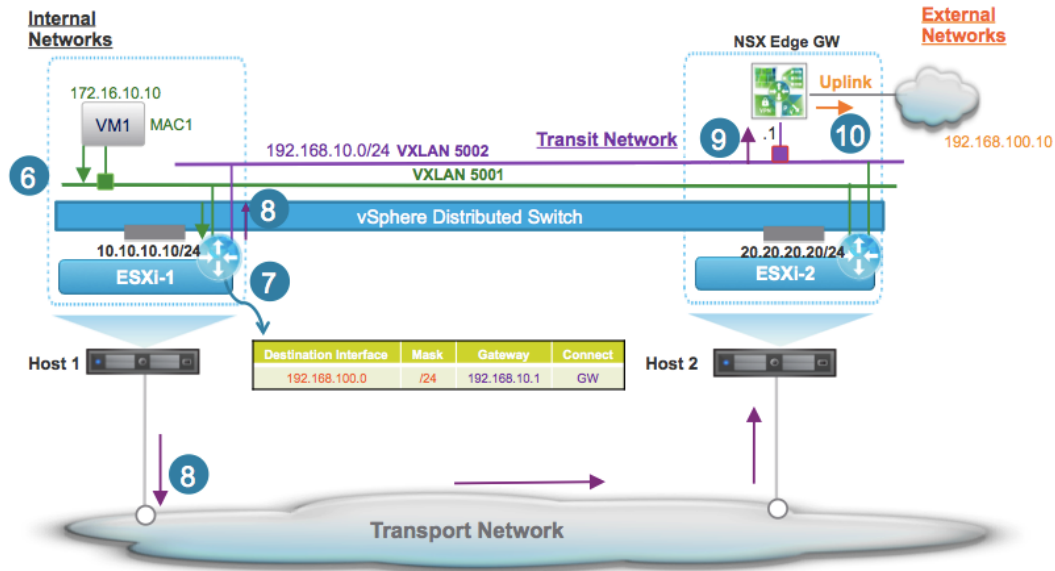 Internal
Networks
External
Networks
NSX Edge GW
172.16.10.10
VM1
MAC1
Uplink
Transit Network
9
.1
10
192.168.100.10
192.168.10.0/24 VXLAN 5002
6
VXLAN 5001
8
vSphere Distributed Switch
10.10.10.10/24
20.20.20.20/24
ESXi-1
ESXi-2
7
Host 1
Host 2
Destination Interface Mask Gateway Connect
192.168.100.0 /24 192.168.10.1 GW
8
Transport Network